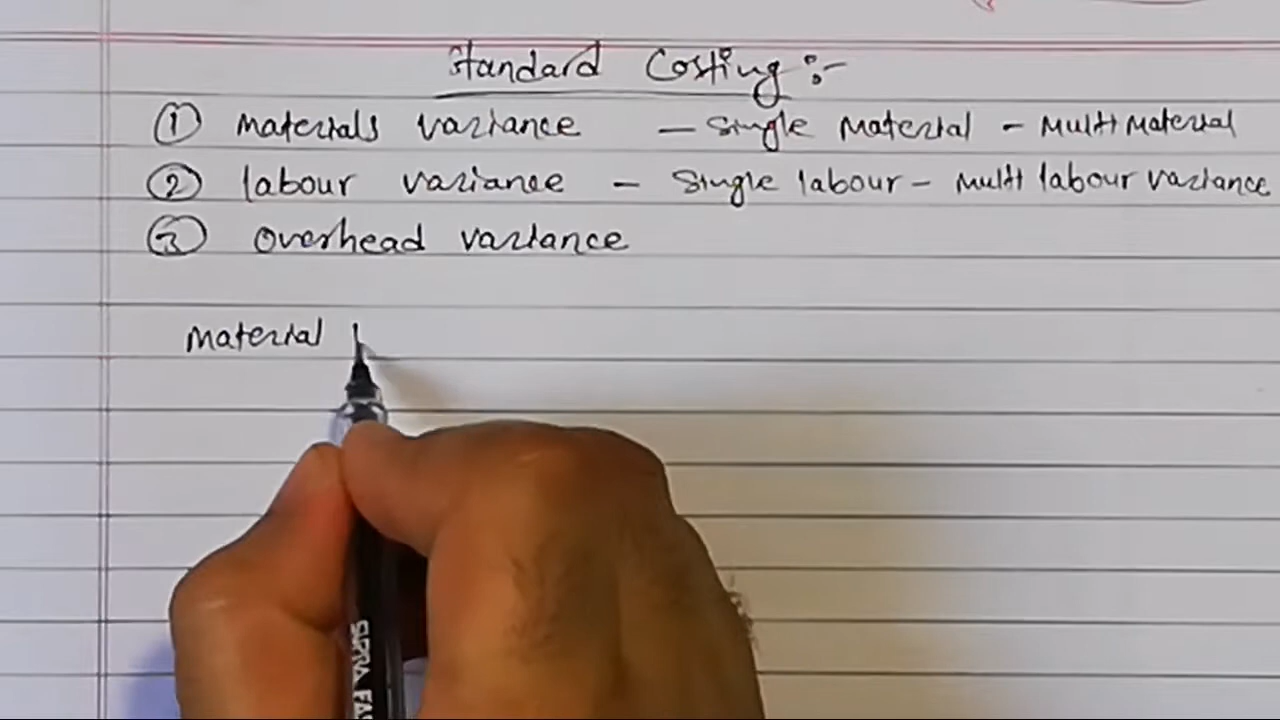 Standard Costing :-
① Materials variance — Single Material - Multi Material
② labour variance - Single labour - Multi labour variance
③ overhead variance
Material